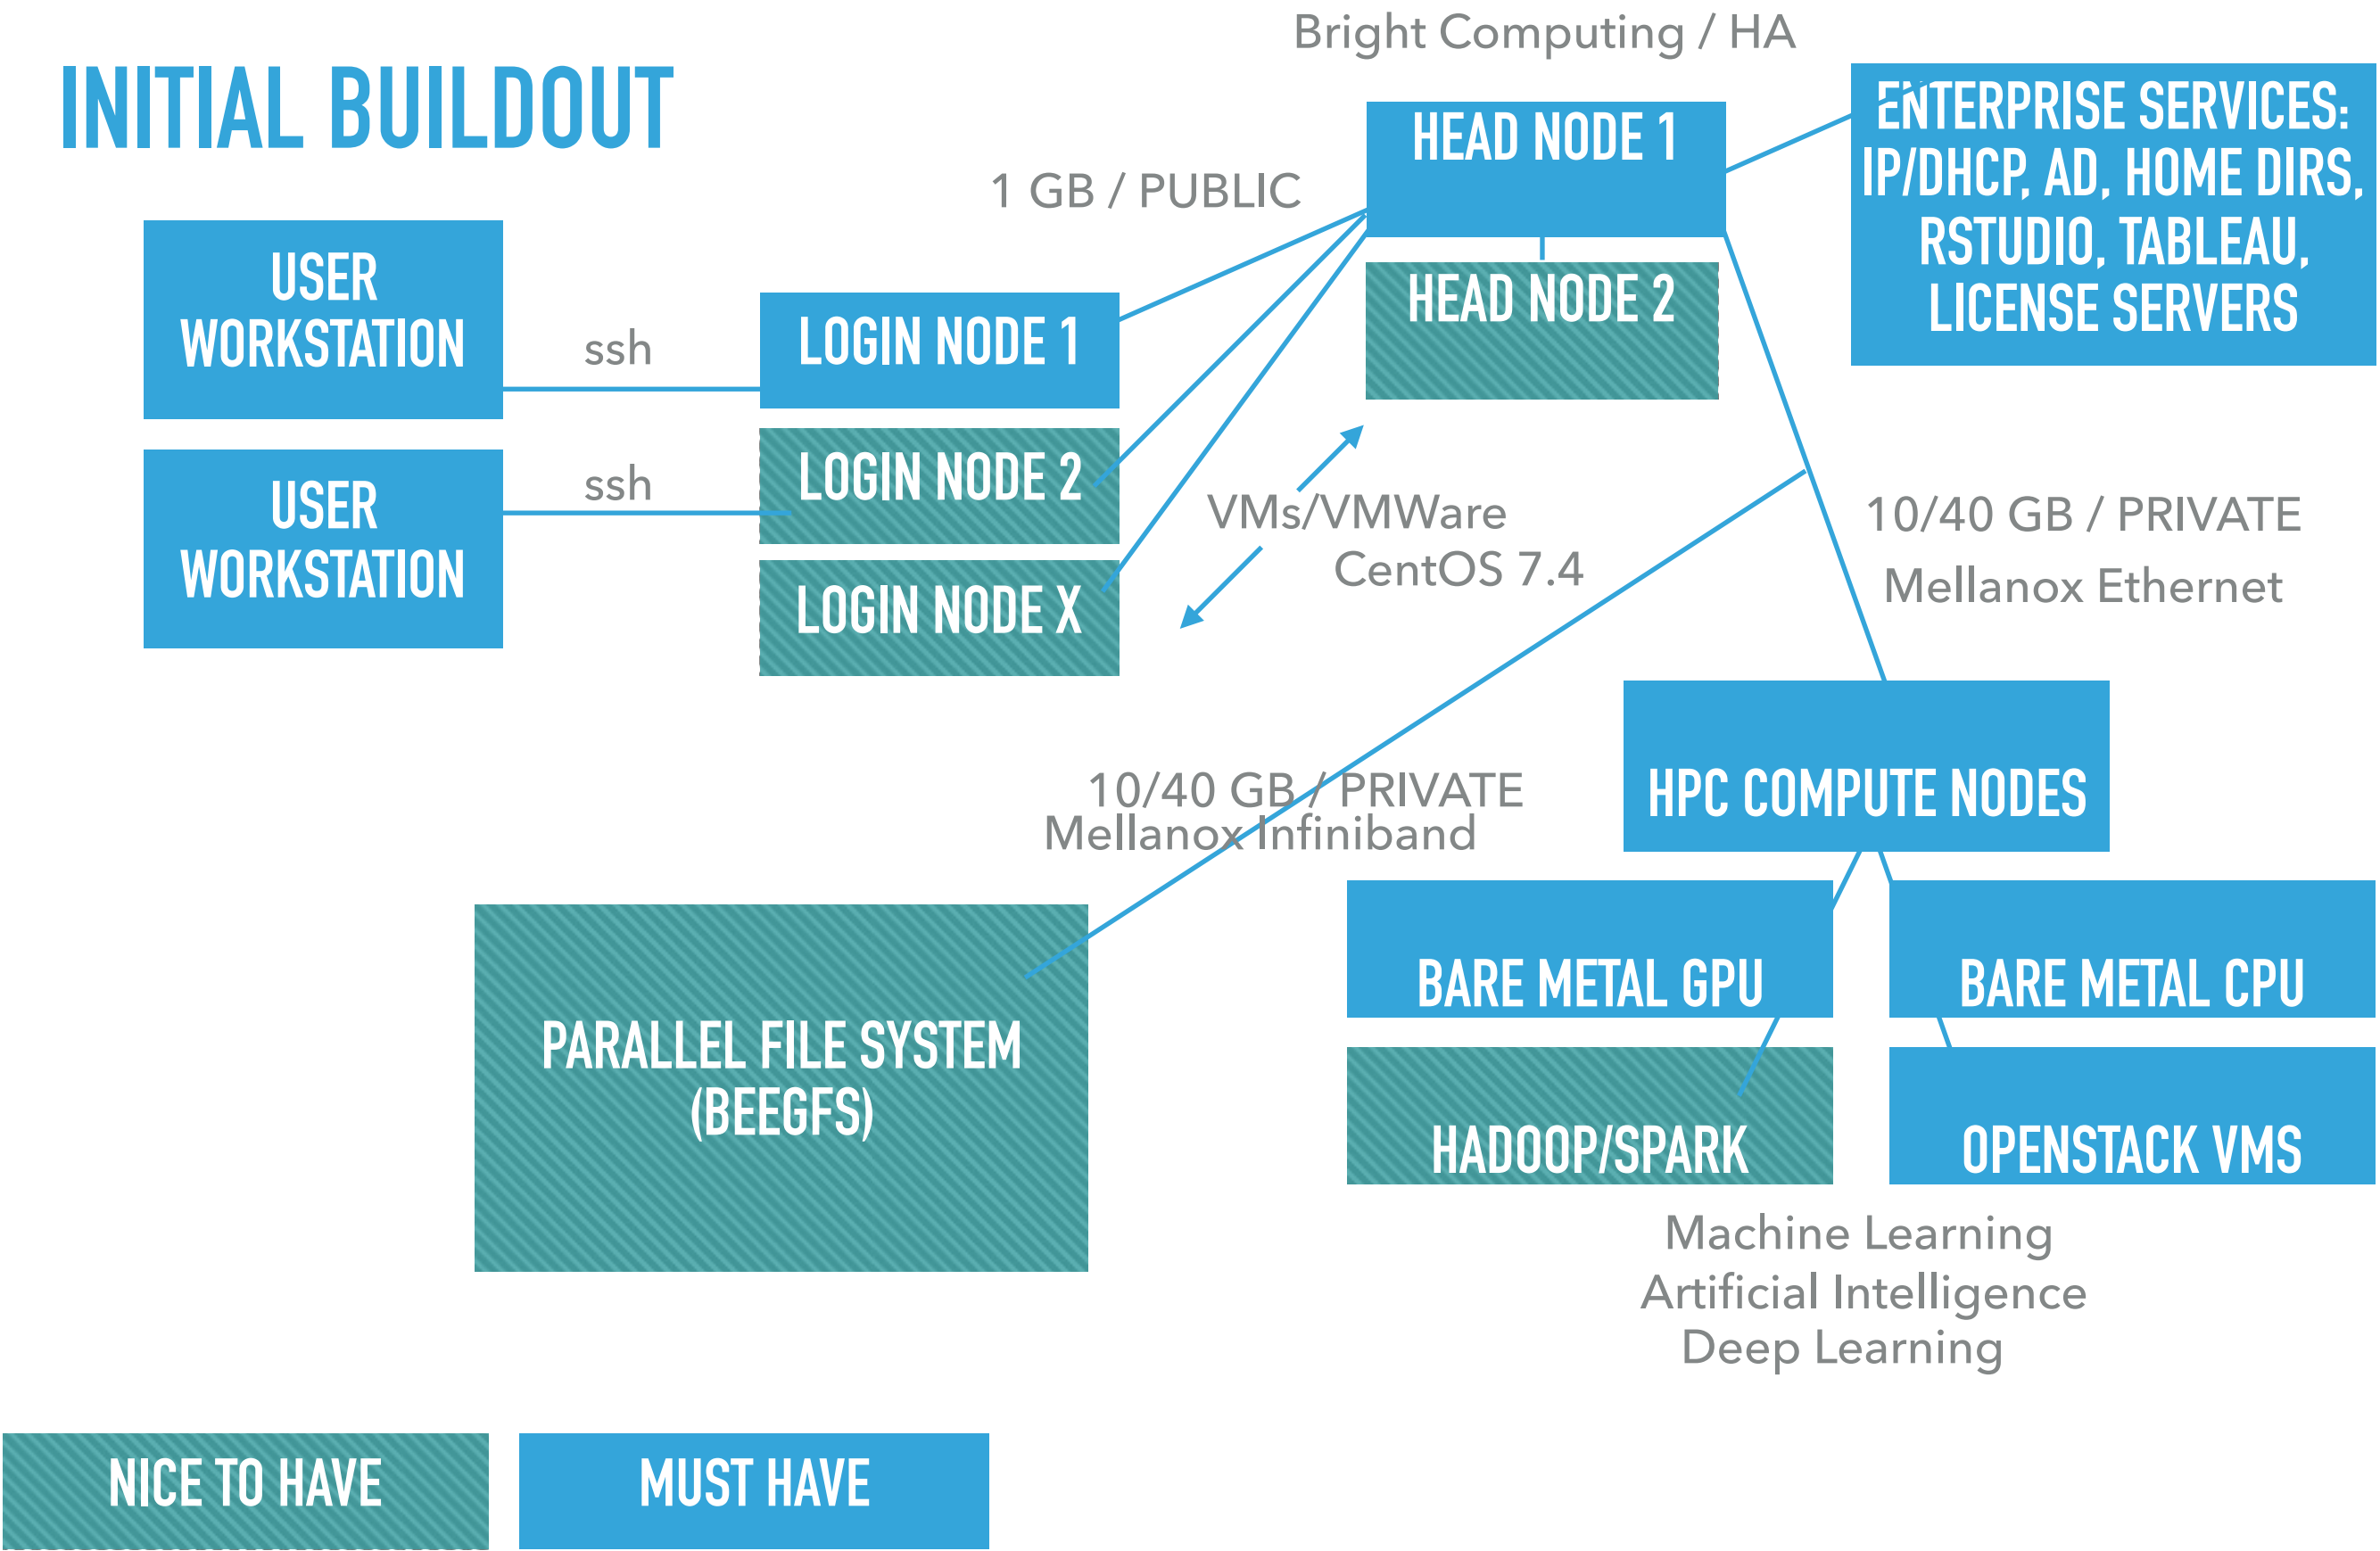 INITIAL BUILDOUT
Bright Computing / HA
HEAD NODE 1
ENTERPRISE SERVICES:
IP/DHCP, AD, HOME DIRS,
RSTUDIO, TABLEAU,
LICENSE SERVERS
1 GB / PUBLIC
HEAD NODE 2
USER
WORKSTATION
ssh
LOGIN NODE 1
USER
WORKSTATION
ssh
LOGIN NODE 2
LOGIN NODE X
VMs/VMWare
CentOS 7.4
10/40 GB / PRIVATE
Mellanox Ethernet
10/40 GB / PRIVATE
Mellanox Infiniband
HPC COMPUTE NODES
BARE METAL GPU
BARE METAL CPU
PARALLEL FILE SYSTEM
(BEEGFS)
HADOOP/SPARK
OPENSTACK VMS
Machine Learning
Artificial Intelligence
Deep Learning
NICE TO HAVE
MUST HAVE